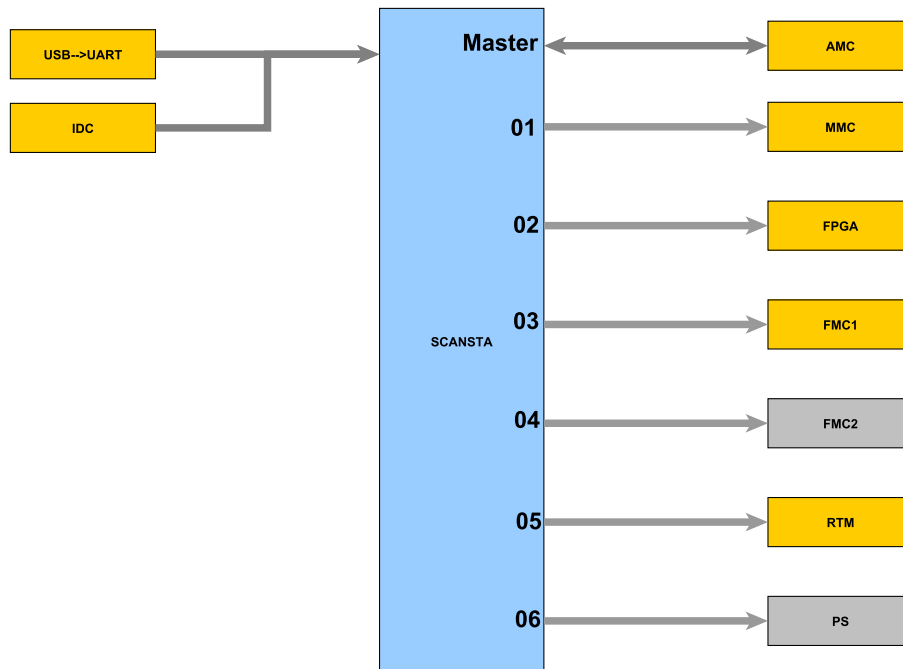 USB-->UART
IDC
SCANSTA
Master
01
02
03
04
05
06
AMC
MMC
FPGA
FMC1
FMC2
RTM
PS